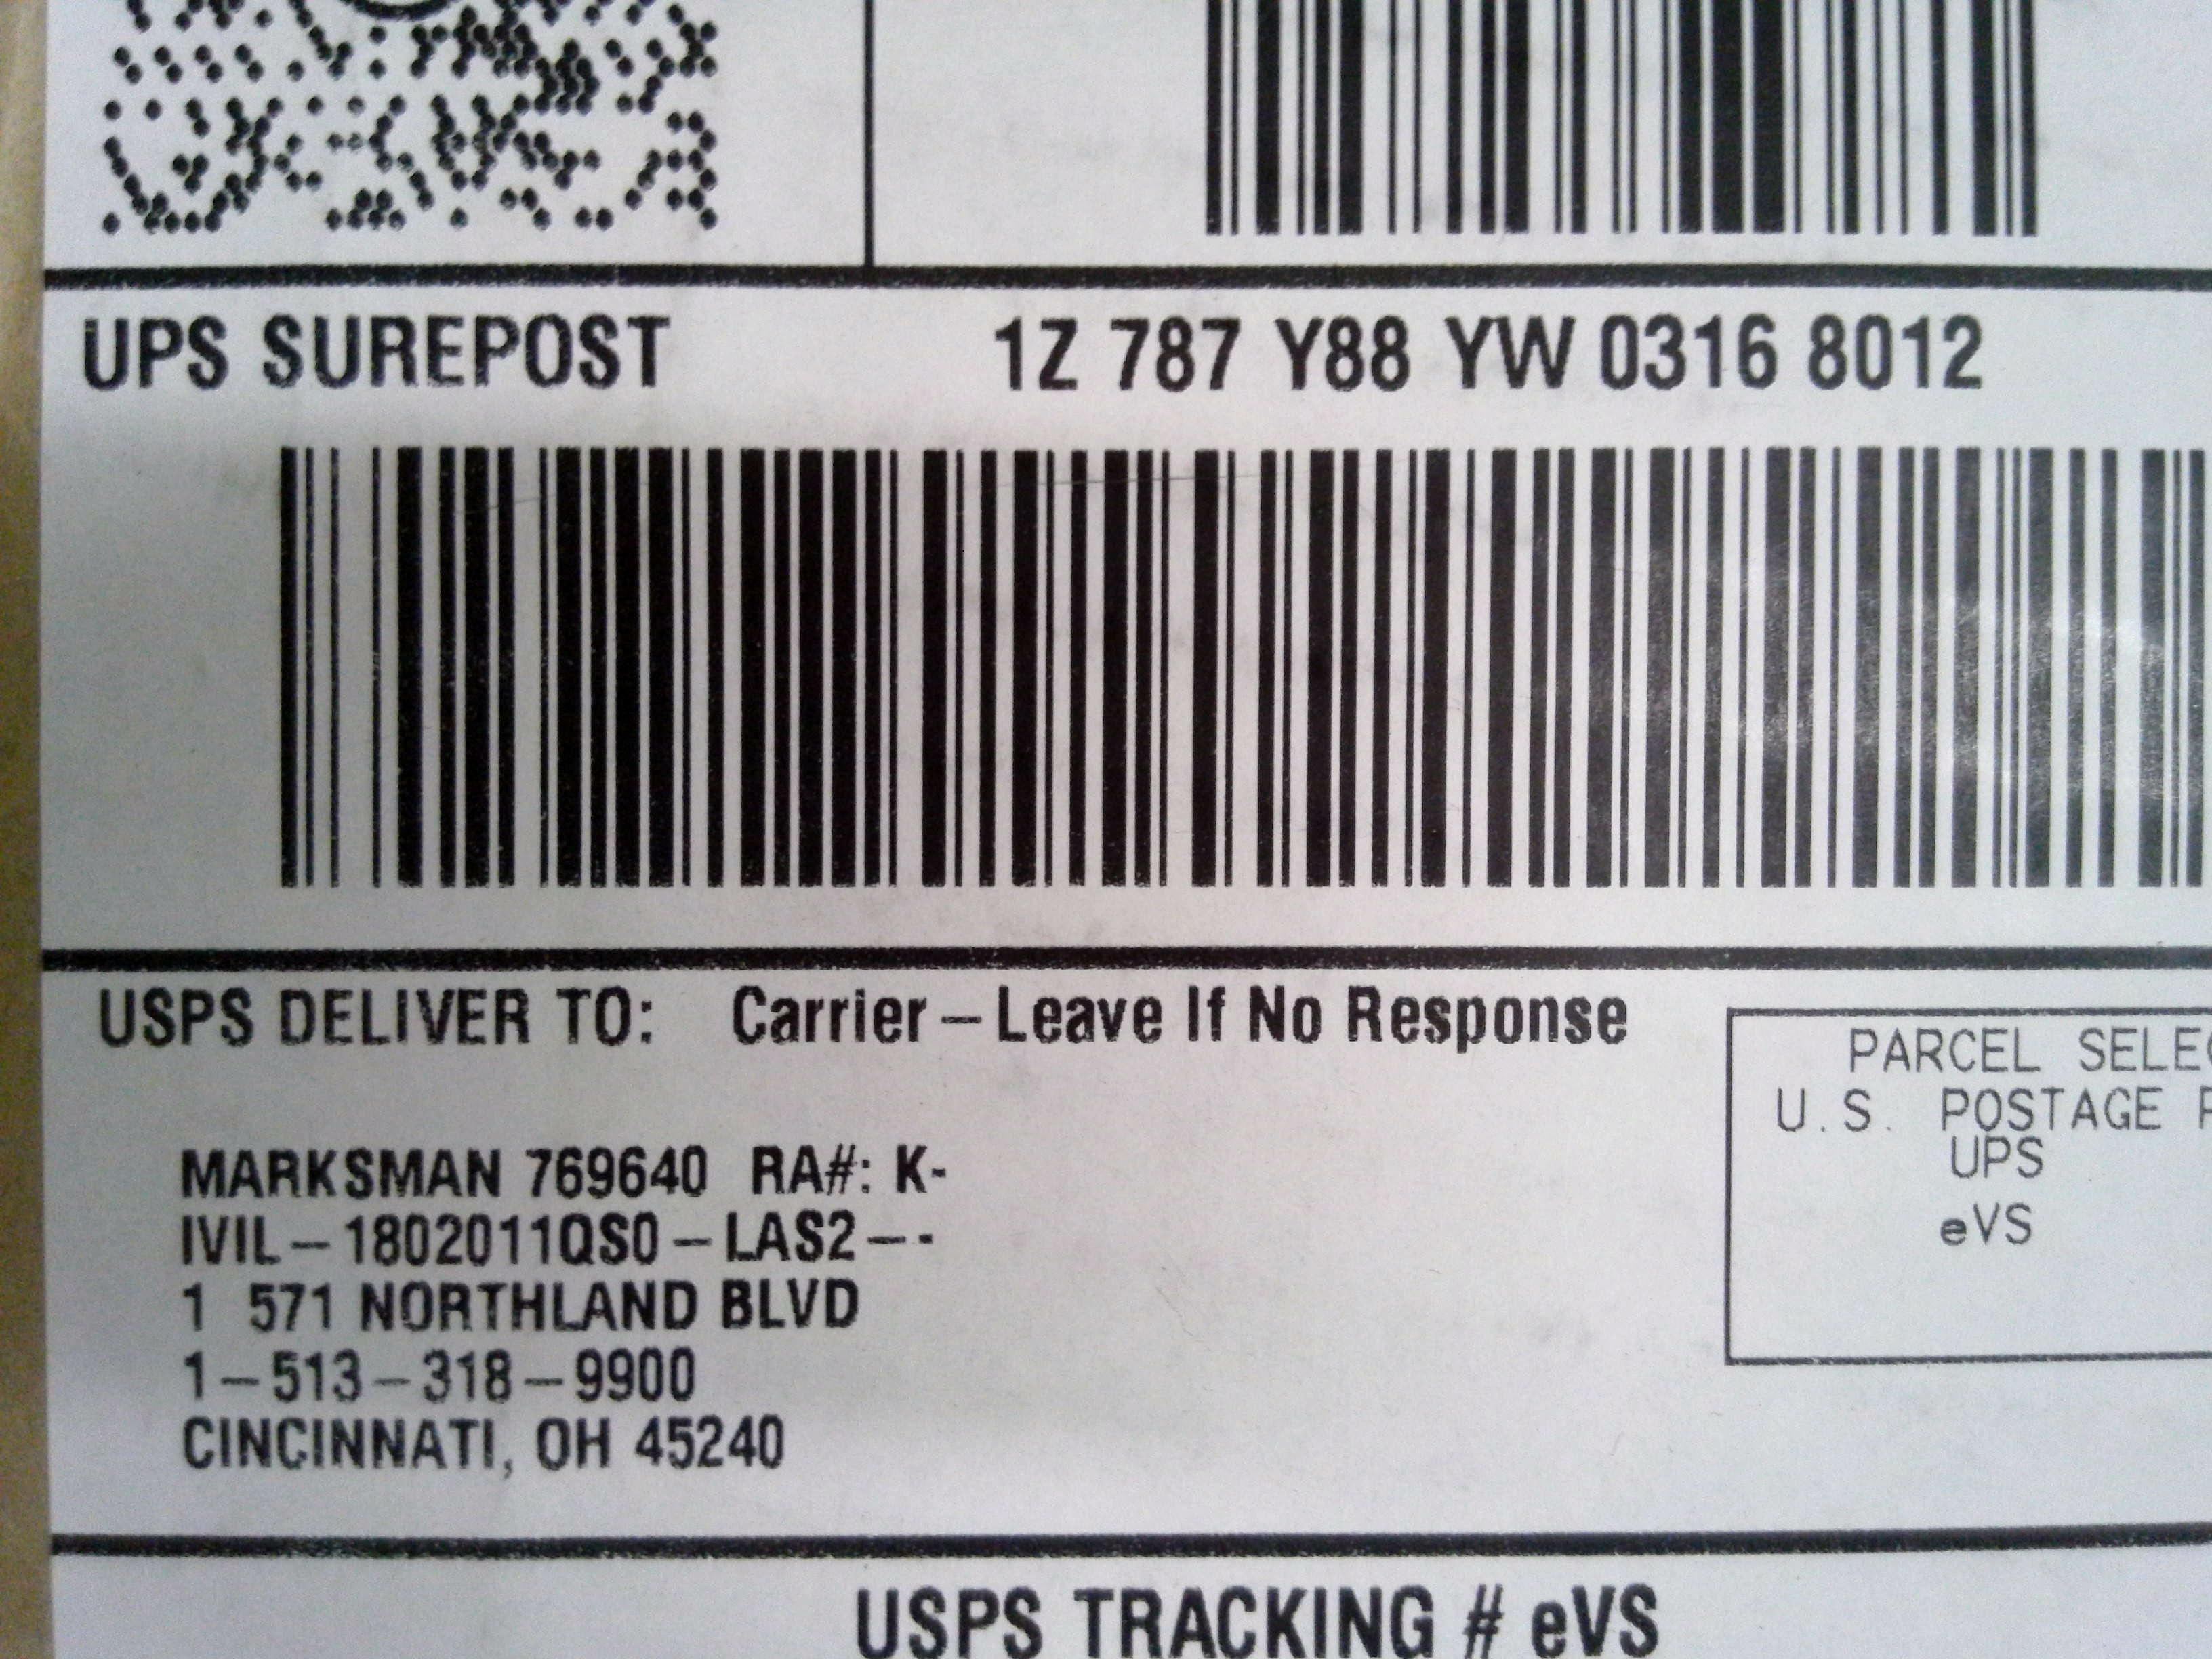 UPS SUREPOST 1Z 787 Y88 YW 0316 8012
USPS DELIVER TO: Carrier – Leave If No Response
PARCEL SELEC
U.S. POSTAGE P
UPS
eVS
MARKSMAN 769640 RA#: K-
IVIL – 1802011QS0 – LAS2 – -
1 571 NORTHLAND BLVD
1 – 513 – 318 – 9900
CINCINNATI, OH 45240
USPS TRACKING # eVS